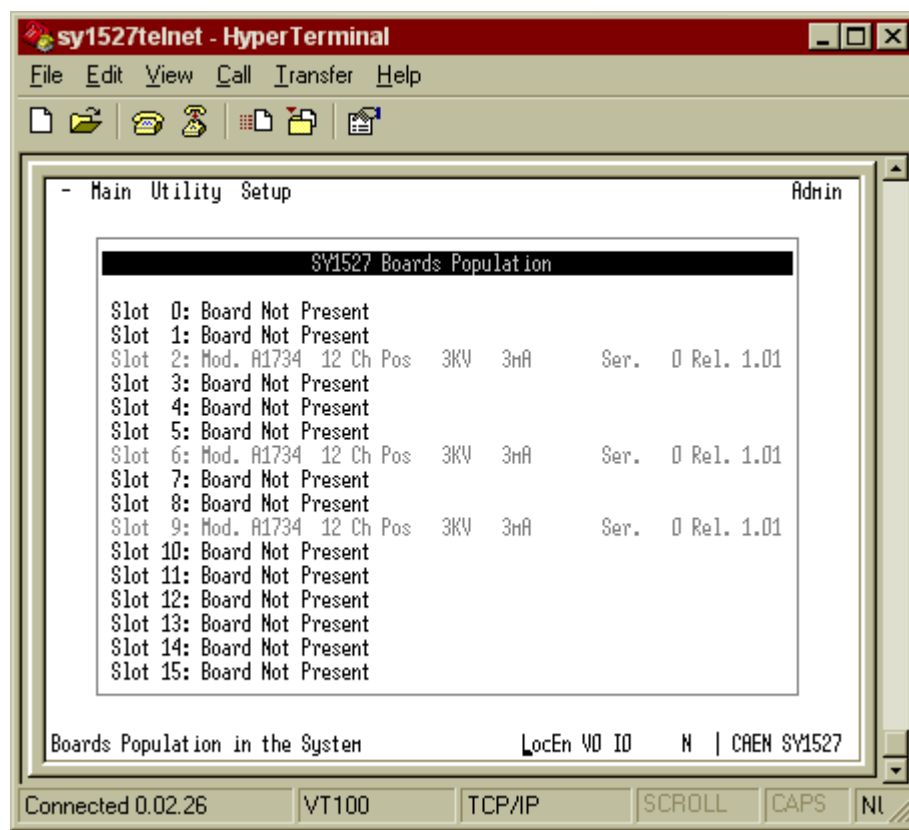 sy1527telnet - HyperTerminal
File Edit View Call Transfer Help
- Main Utility Setup Admin
SY1527 Boards Population
Slot 0: Board Not Present
Slot 1: Board Not Present
Slot 2: Mod. A1734 12 Ch Pos 3KV 3mA Ser. 0 Rel. 1.01
Slot 3: Board Not Present
Slot 4: Board Not Present
Slot 5: Board Not Present
Slot 6: Mod. A1734 12 Ch Pos 3KV 3mA Ser. 0 Rel. 1.01
Slot 7: Board Not Present
Slot 8: Board Not Present
Slot 9: Mod. A1734 12 Ch Pos 3KV 3mA Ser. 0 Rel. 1.01
Slot 10: Board Not Present
Slot 11: Board Not Present
Slot 12: Board Not Present
Slot 13: Board Not Present
Slot 14: Board Not Present
Slot 15: Board Not Present
Boards Population in the System LocEn V0 I0 N | CAEN SY1527
Connected 0.02.26 VT100 TCP/IP SCROLL CAPS